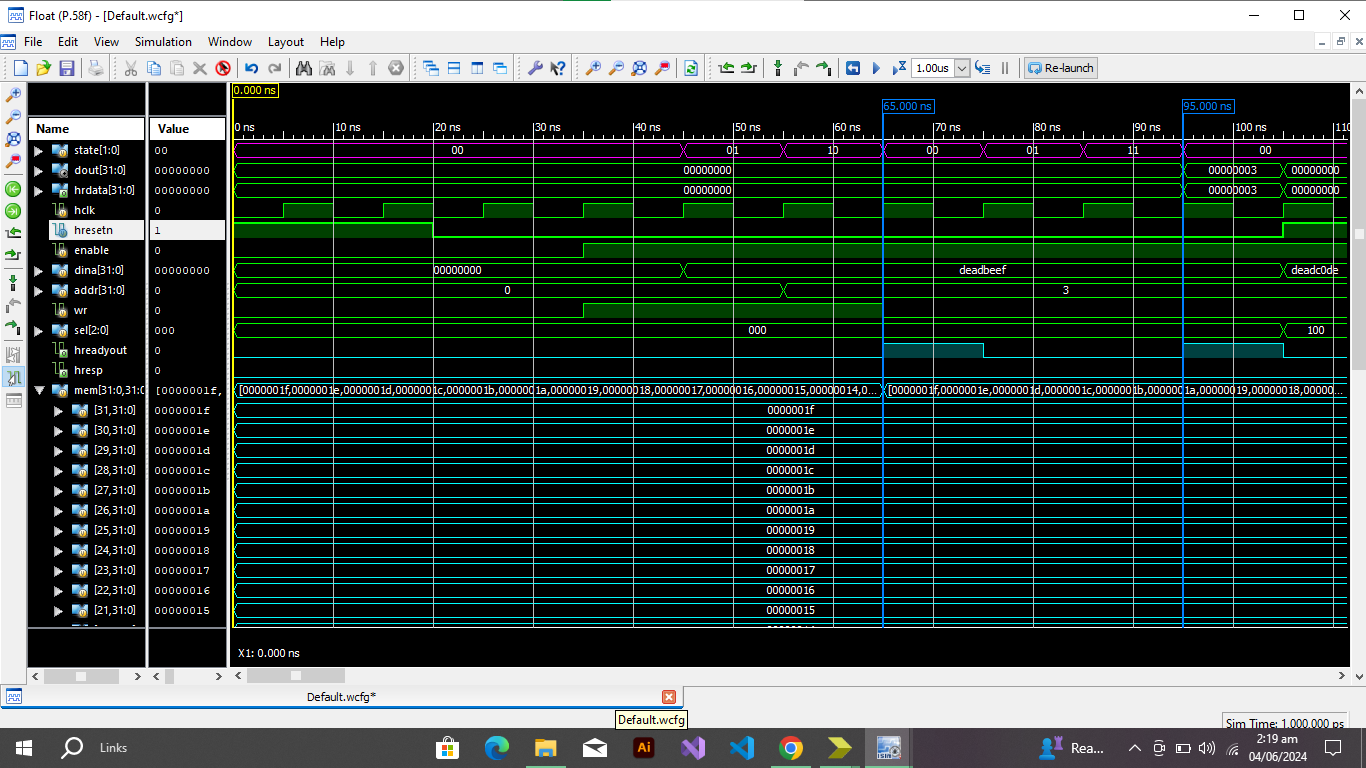 Float (P.58f) - [Default.wcfg*]
File Edit View Simulation Window Layout Help
1.00us Re-launch
0.000 ns
65.000 ns 95.000 ns
Name Value
0 ns 10 ns 20 ns 30 ns 40 ns 50 ns 60 ns 70 ns 80 ns 90 ns 100 ns
state[1:0] 00 00 01 10 00 01 11 00
dout[31:0] 00000000 00000000 00000003 00000000
hrdata[31:0] 00000000 00000000 00000003 00000000
hclk 0
hresetn 1
enable 0
dina[31:0] 00000000 00000000 deadbeef deadc0de
addr[31:0] 0 0 3
wr 0
sel[2:0] 000 000 100
hreadyout 0
hresp 0
mem[31:0,31:0 [0000001f, [0000001f,0000001e,0000001d,0000001c,0000001b,0000001a,00000019,00000018,00000017,00000016,00000015,00000014,0... [0000001f,0000001e,0000001d,0000001c,0000001b,0000001a,00000019,00000018,000000...
[31,31:0] 0000001f 0000001f
[30,31:0] 0000001e 0000001e
[29,31:0] 0000001d 0000001d
[28,31:0] 0000001c 0000001c
[27,31:0] 0000001b 0000001b
[26,31:0] 0000001a 0000001a
[25,31:0] 00000019 00000019
[24,31:0] 00000018 00000018
[23,31:0] 00000017 00000017
[22,31:0] 00000016 00000016
[21,31:0] 00000015 00000015
X1: 0.000 ns
Default.wcfg*
Default.wcfg
Sim Time: 1,000,000 ps
Links Rea... 2:19 am
04/06/2024